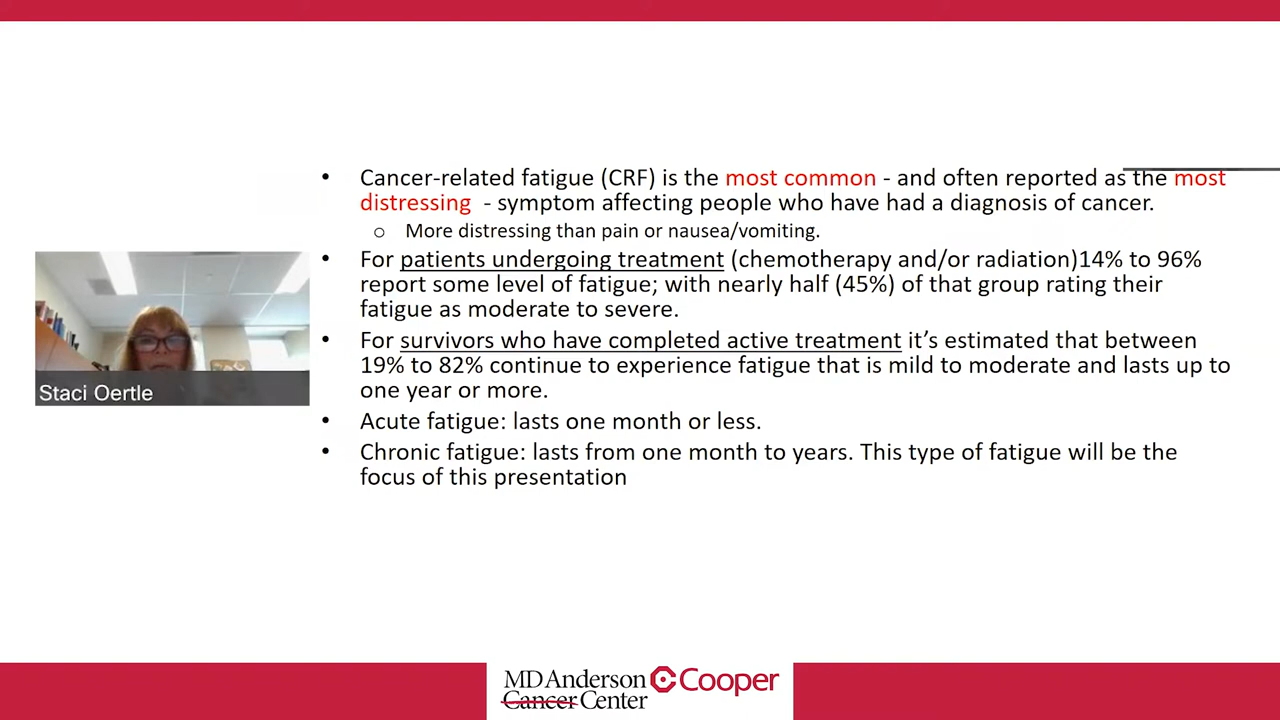 Cancer-related fatigue (CRF) is the most common - and often reported as the most
distressing - symptom affecting people who have had a diagnosis of cancer.
More distressing than pain or nausea/vomiting.
For patients undergoing treatment (chemotherapy and/or radiation)14% to 96%
report some level of fatigue; with nearly half (45%) of that group rating their
fatigue as moderate to severe.
For survivors who have completed active treatment it’s estimated that between
19% to 82% continue to experience fatigue that is mild to moderate and lasts up to
one year or more.
Acute fatigue: lasts one month or less.
Chronic fatigue: lasts from one month to years. This type of fatigue will be the
focus of this presentation
Staci Oertle
MD Anderson Cooper
Cancer Center